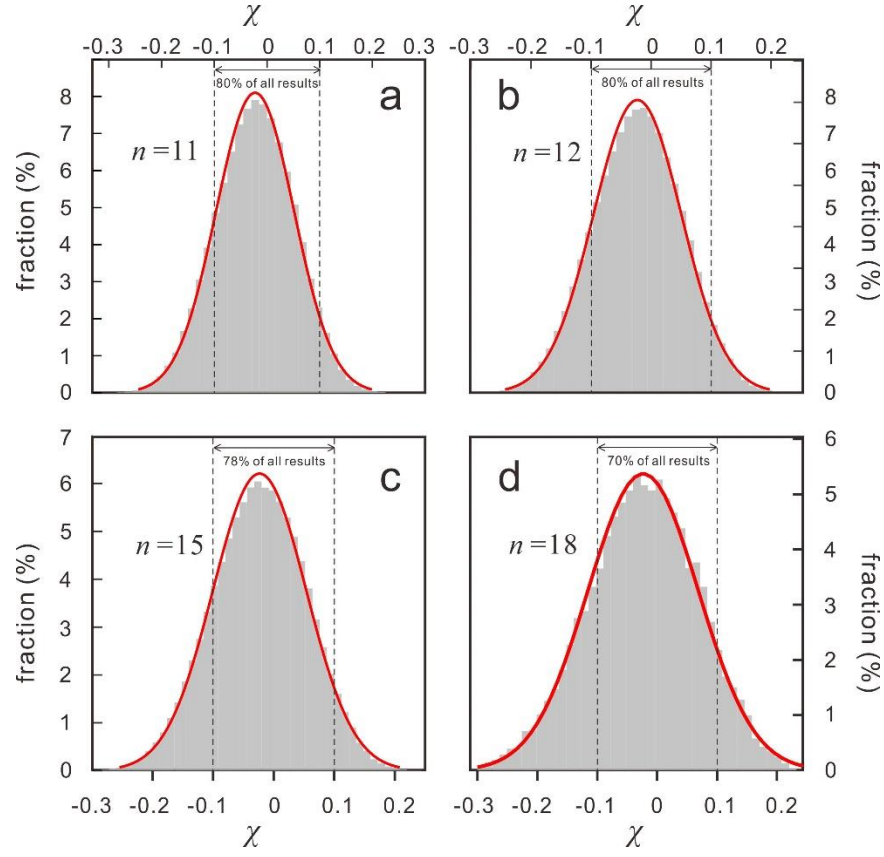 χ χ
-0.3 -0.2 -0.1 0 0.1 0.2 0.3
-0.3 -0.2 -0.1 0 0.1 0.2
80% of all results
a
n=11
8
7
6
5
4
3
2
1
0
fraction (%)
80% of all results
b
n=12
8
7
6
5
4
3
2
1
0
fraction (%)
78% of all results
c
n=15
7
6
5
4
3
2
1
0
fraction (%)
70% of all results
d
n=18
6
5
4
3
2
1
0
fraction (%)
-0.3 -0.2 -0.1 0 0.1 0.2
-0.3 -0.2 -0.1 0 0.1 0.2
χ χ